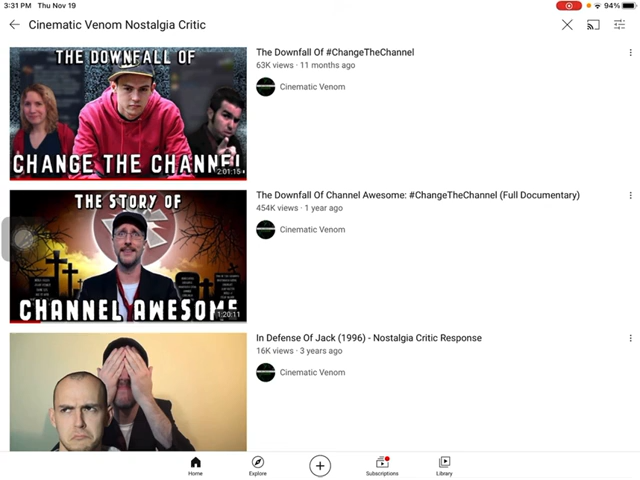 3:31 PM Thu Nov 19
94%
Cinematic Venom Nostalgia Critic
THE DOWNFALL OF
CHANGE THE CHANNEL
2:01:15
The Downfall Of #ChangeTheChannel
63K views · 11 months ago
Cinematic Venom
THE STORY OF
CHANNEL AWESOME
1:20:11
The Downfall Of Channel Awesome: #ChangeTheChannel (Full Documentary)
454K views · 1 year ago
Cinematic Venom
In Defense Of Jack (1996) - Nostalgia Critic Response
16K views · 3 years ago
Cinematic Venom
Home
Explore
Subscriptions
Library